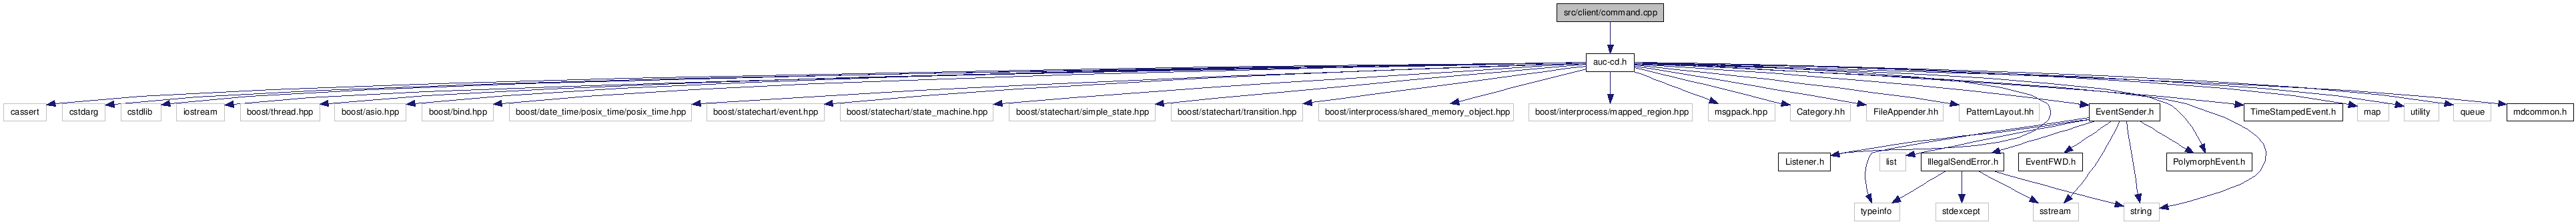 src/client/command.cpp
auc-cd.h
cassert
cstdarg
cstdlib
iostream
boost/thread.hpp
boost/asio.hpp
boost/bind.hpp
boost/date_time/posix_time/posix_time.hpp
boost/statechart/event.hpp
boost/statechart/state_machine.hpp
boost/statechart/simple_state.hpp
boost/statechart/transition.hpp
boost/interprocess/shared_memory_object.hpp
boost/interprocess/mapped_region.hpp
msgpack.hpp
Category.hh
FileAppender.hh
PatternLayout.hh
EventSender.h
TimeStampedEvent.h
map
utility
queue
mdcommon.h
Listener.h
list
IllegalSendError.h
EventFWD.h
PolymorphEvent.h
typeinfo
stdexcept
sstream
string